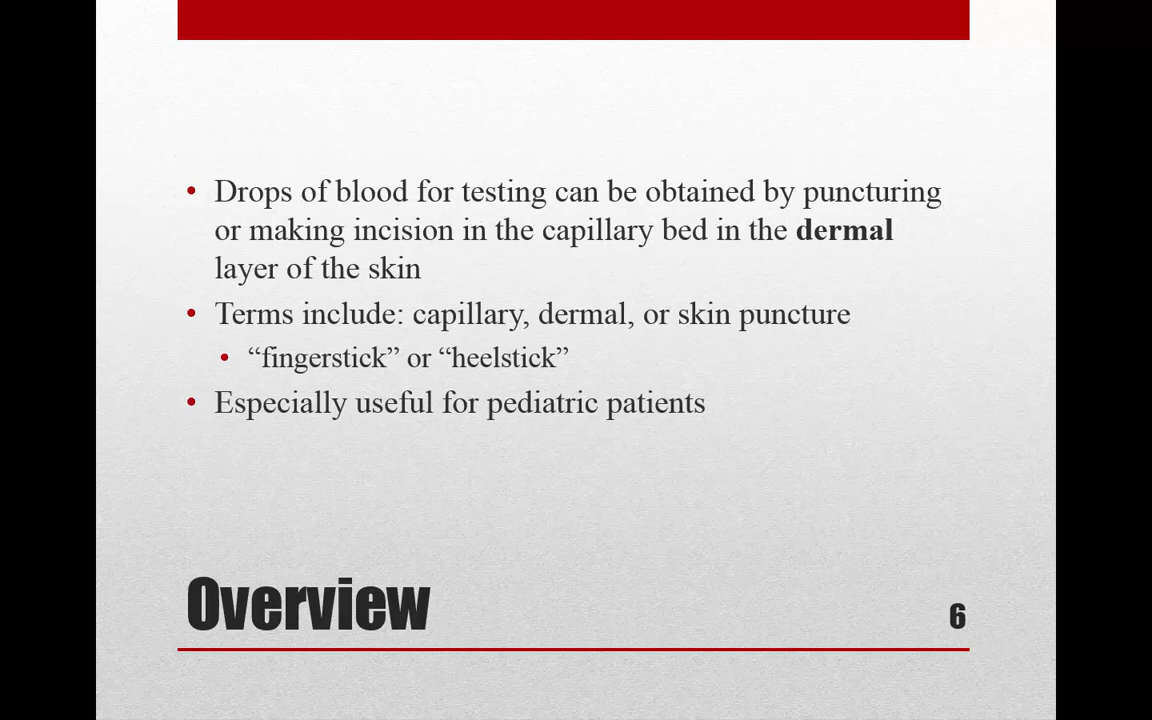 • Drops of blood for testing can be obtained by puncturing
or making incision in the capillary bed in the dermal
layer of the skin
• Terms include: capillary, dermal, or skin puncture
• “fingerstick” or “heelstick”
• Especially useful for pediatric patients
Overview
6